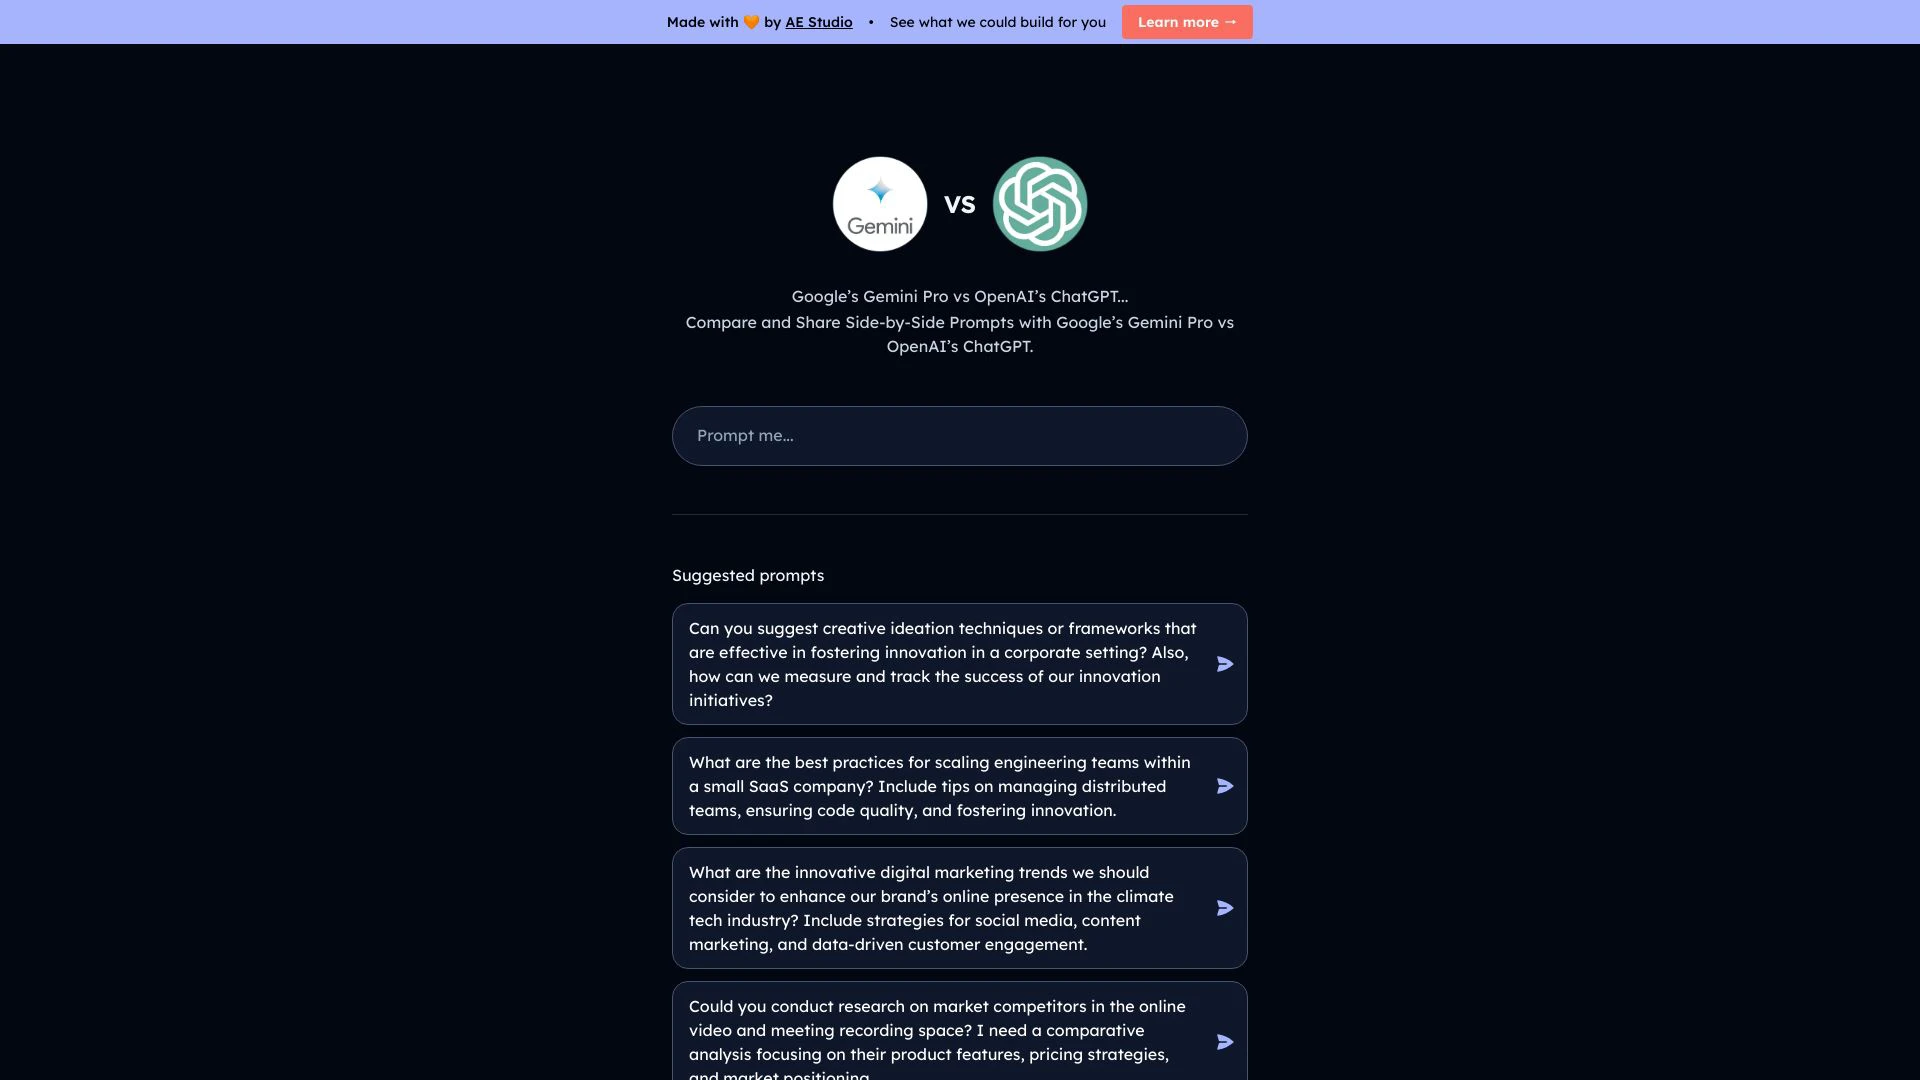 Made with 🧡 by AE Studio • See what we could build for you Learn more →
Gemini
VS
Google’s Gemini Pro vs OpenAI’s ChatGPT...
Compare and Share Side-by-Side Prompts with Google’s Gemini Pro vs
OpenAI’s ChatGPT.
Prompt me...
Suggested prompts
Can you suggest creative ideation techniques or frameworks that
are effective in fostering innovation in a corporate setting? Also,
how can we measure and track the success of our innovation
initiatives?
What are the best practices for scaling engineering teams within
a small SaaS company? Include tips on managing distributed
teams, ensuring code quality, and fostering innovation.
What are the innovative digital marketing trends we should
consider to enhance our brand’s online presence in the climate
tech industry? Include strategies for social media, content
marketing, and data-driven customer engagement.
Could you conduct research on market competitors in the online
video and meeting recording space? I need a comparative
analysis focusing on their product features, pricing strategies,
and market positioning.